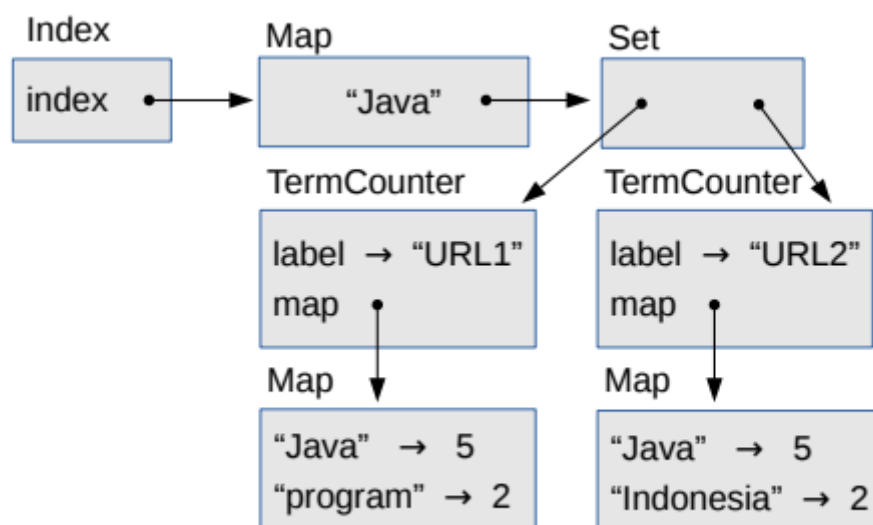 Index
index
Map
“Java”
Set
TermCounter
label → “URL1”
map
TermCounter
label → “URL2”
map
Map
“Java” → 5
“program” → 2
Map
“Java” → 5
“Indonesia” → 2